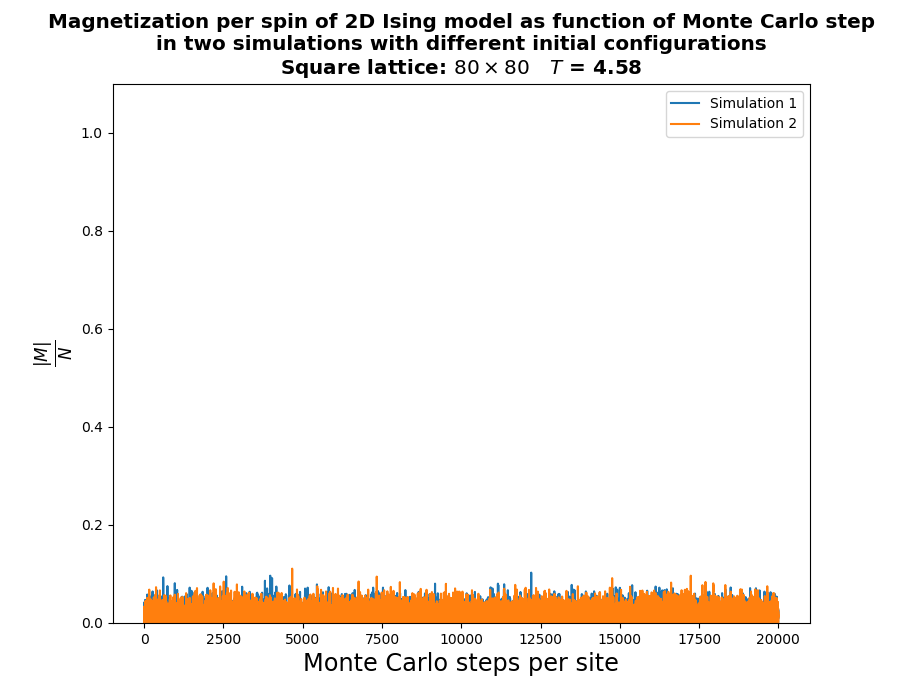 Magnetization per spin of 2D Ising model as function of Monte Carlo step
in two simulations with different initial configurations
Square lattice: 80 × 80 T = 4.58
Simulation 1
Simulation 2
1.0
0.8
0.6
0.4
0.2
0.0
|M|
N
0 2500 5000 7500 10000 12500 15000 17500 20000
Monte Carlo steps per site